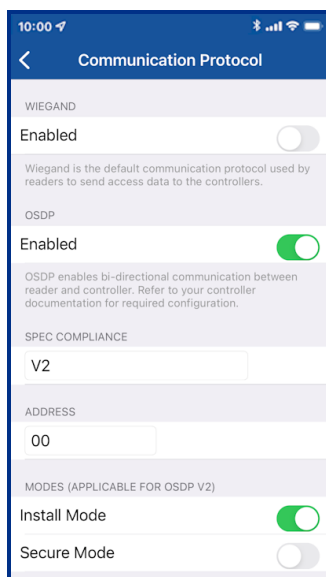 10:00
Communication Protocol
WIEGAND
Enabled
Wiegand is the default communication protocol used by
readers to send access data to the controllers.
OSDP
Enabled
OSDP enables bi-directional communication between
reader and controller. Refer to your controller
documentation for required configuration.
SPEC COMPLIANCE
V2
ADDRESS
00
MODES (APPLICABLE FOR OSDP V2)
Install Mode
Secure Mode